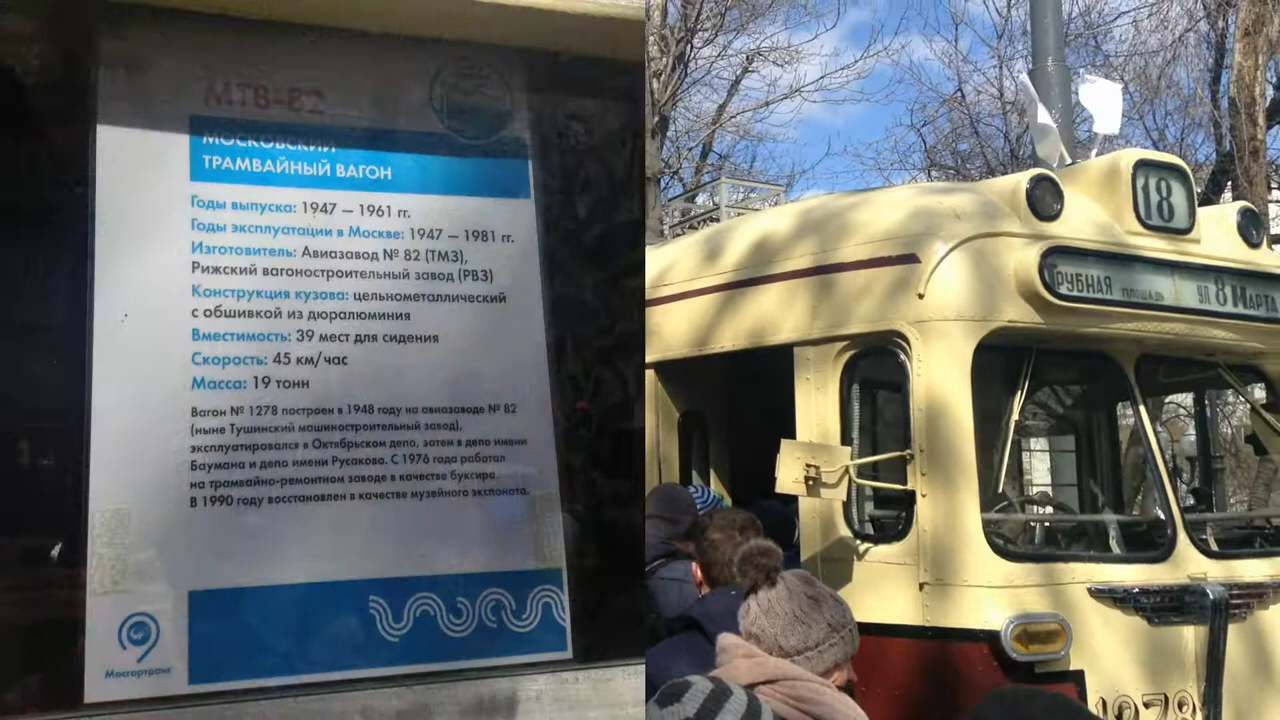 МТВ-82
МОСКОВСКИЙ
ТРАМВАЙНЫЙ ВАГОН
Годы выпуска: 1947 — 1961 гг.
Годы эксплуатации в Москве: 1947 — 1981 гг.
Изготовитель: Авиазавод № 82 (ТМЗ),
Рижский вагоностроительный завод (РВЗ)
Конструкция кузова: цельнометаллический
с обшивкой из дюралюминия
Вместимость: 39 мест для сидения
Скорость: 45 км/час
Масса: 19 тонн
Вагон № 1278 построен в 1948 году на авиазаводе № 82
(ныне Тушинский машиностроительный завод),
эксплуатировался в Октябрьском депо, затем в депо имени
Баумана и депо имени Русакова. С 1976 года работал
на трамвайно-ремонтном заводе в качестве буксира.
В 1990 году восстановлен в качестве музейного экспоната.
Мосгортранс
18
ТРУБНАЯ ПЛОЩАДЬ УЛ 8 МАРТА
1278